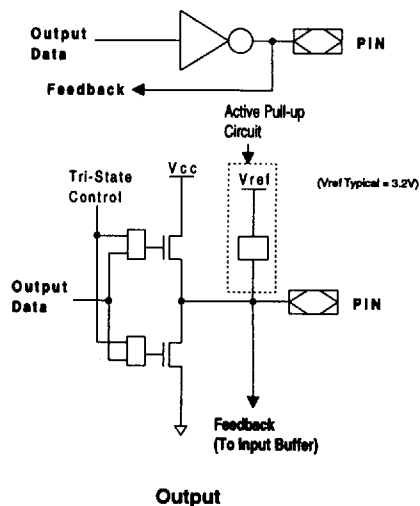 Output
Data
PIN
Feedback
Active Pull-up
Circuit
Tri-State
Control
Vcc
Vref
(Vref Typical = 3.2V)
Output
Data
PIN
Feedback
(To Input Buffer)
Output